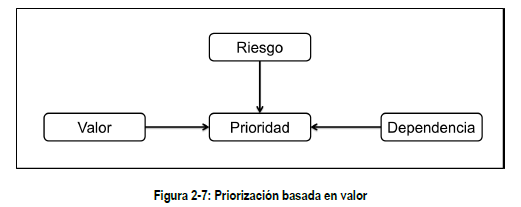 Riesgo
Valor
Prioridad
Dependencia
Figura 2-7: Priorización basada en valor